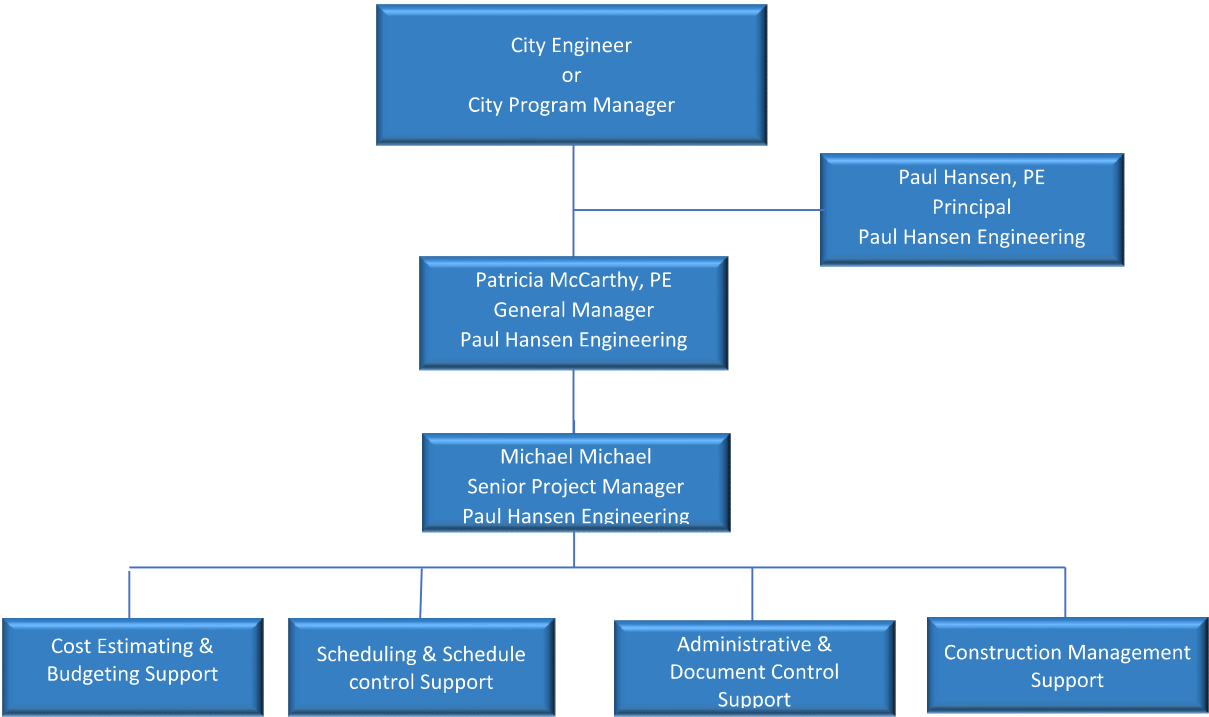 City Engineer
or
City Program Manager
Paul Hansen, PE
Principal
Paul Hansen Engineering
Patricia McCarthy, PE
General Manager
Paul Hansen Engineering
Michael Michael
Senior Project Manager
Paul Hansen Engineering
Cost Estimating &
Budgeting Support
Scheduling & Schedule
control Support
Administrative &
Document Control
Support
Construction Management
Support